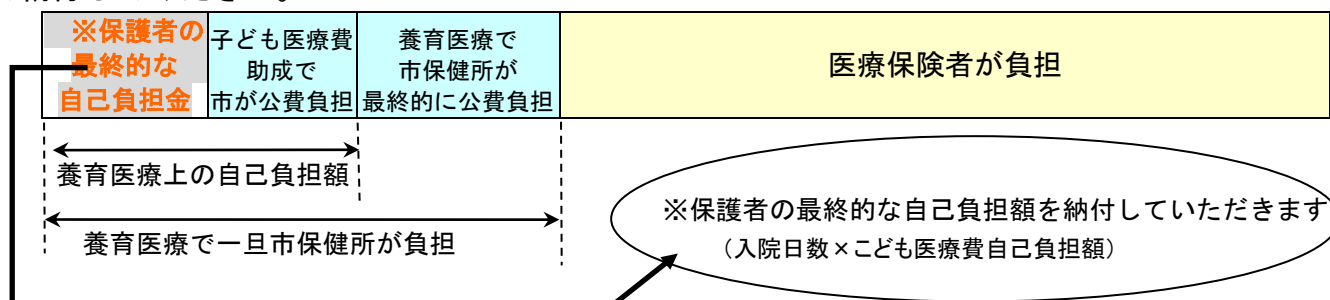 ※保護者の
最終的な
自己負担金
子ども医療費
助成で
市が公費負担
養育医療で
市保健所が
最終的に公費負担
医療保険者が負担
養育医療上の自己負担額
養育医療で一旦市保健所が負担
※保護者の最終的な自己負担額を納付していただきます
（入院日数×こども医療費自己負担額）